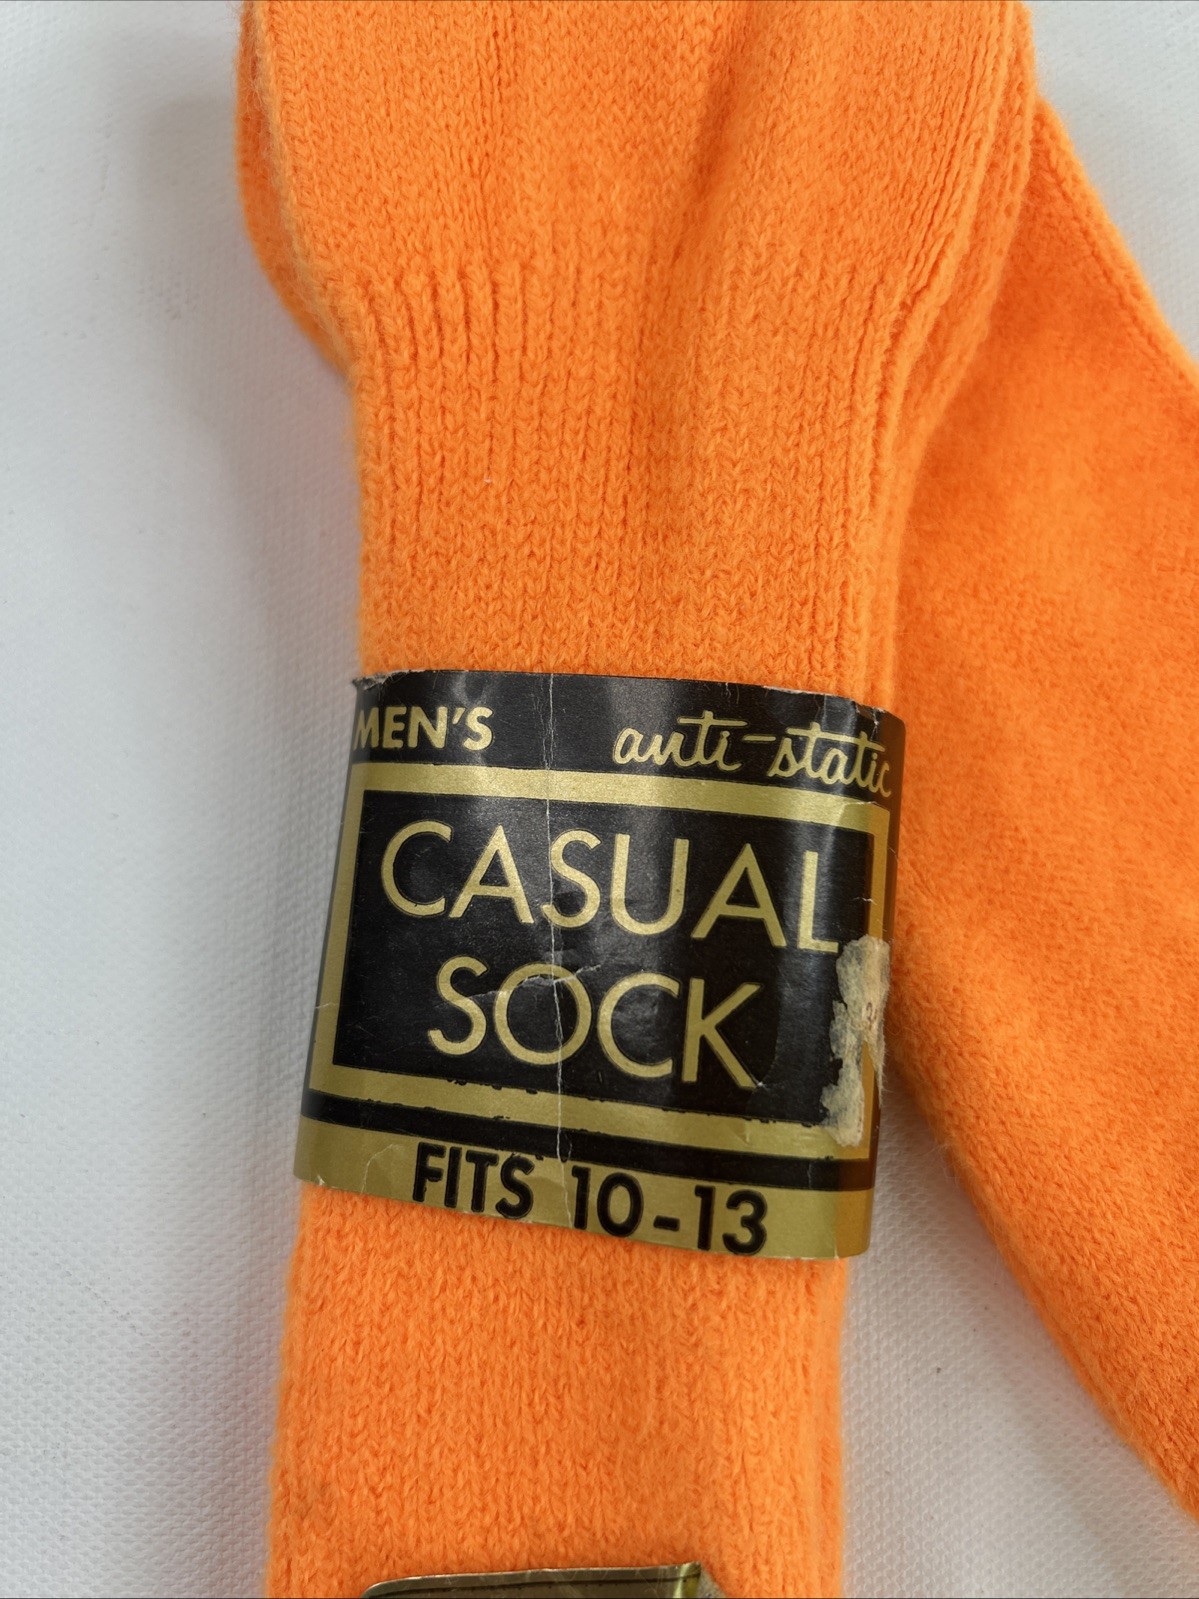 MEN'S anti-static
CASUAL
SOCK
FITS 10-13